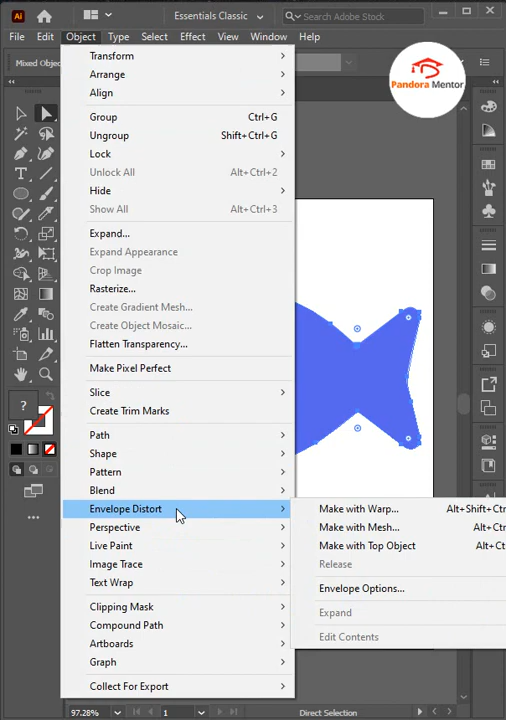 Ai
Essentials Classic
Search Adobe Stock
File Edit Object Type Select Effect View Window Help
Mixed Objec
Pandora Mentor
Transform
Arrange
Align
Group Ctrl+G
Ungroup Shift+Ctrl+G
Lock
Unlock All Alt+Ctrl+2
Hide
Show All Alt+Ctrl+3
Expand...
Expand Appearance
Crop Image
Rasterize...
Create Gradient Mesh...
Create Object Mosaic...
Flatten Transparency...
Make Pixel Perfect
Slice
Create Trim Marks
Path
Shape
Pattern
Blend
Envelope Distort
Make with Warp... Alt+Shift+Ctr
Perspective
Make with Mesh... Alt+Ctr
Live Paint
Make with Top Object Alt+Ct
Image Trace
Release
Text Wrap
Envelope Options...
Clipping Mask
Expand
Compound Path
Edit Contents
Artboards
Graph
Collect For Export
97.28% 1 Direct Selection